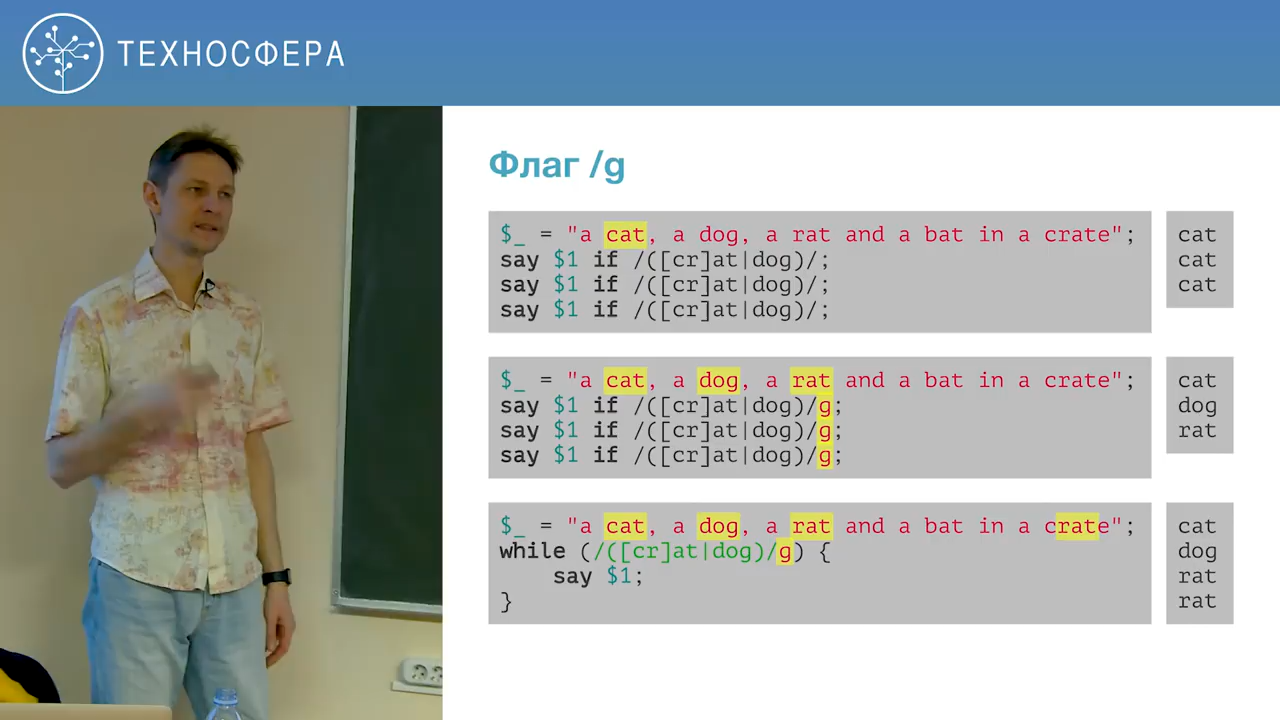 ТЕХНОСФЕРА
Флаг /g
$_ = "a cat, a dog, a rat and a bat in a crate";
say $1 if /([cr]at|dog)/;
say $1 if /([cr]at|dog)/;
say $1 if /([cr]at|dog)/;
cat
cat
cat
$_ = "a cat, a dog, a rat and a bat in a crate";
say $1 if /([cr]at|dog)/g;
say $1 if /([cr]at|dog)/g;
say $1 if /([cr]at|dog)/g;
cat
dog
rat
$_ = "a cat, a dog, a rat and a bat in a crate";
while (/([cr]at|dog)/g) {
    say $1;
}
cat
dog
rat
rat